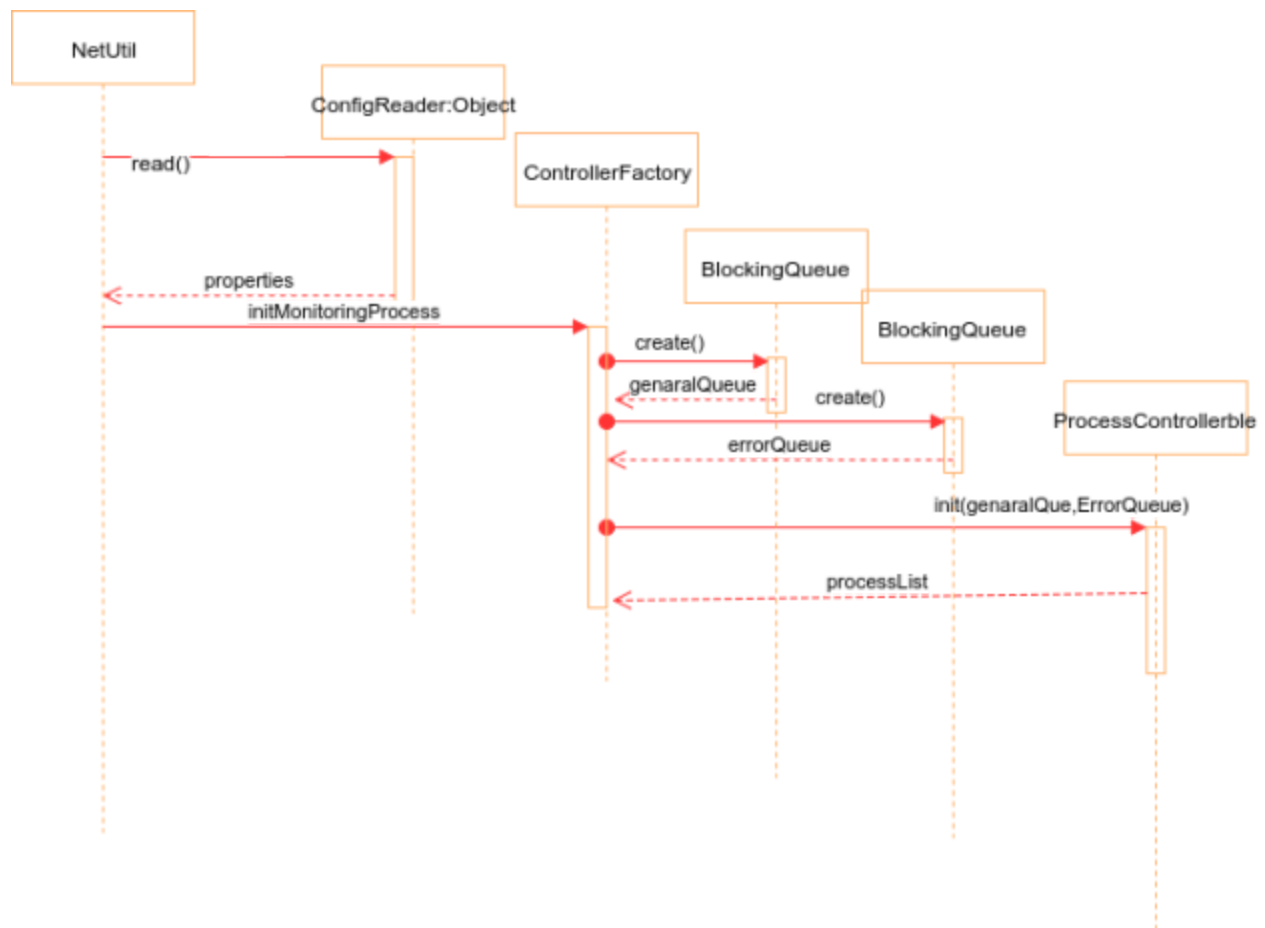 NetUtil
ConfigReader:Object
read()
ControllerFactory
BlockingQueue
properties
initMonitoringProcess
BlockingQueue
create()
genaralQueue
create()
ProcessControllerble
errorQueue
init(genaralQue,ErrorQueue)
processList